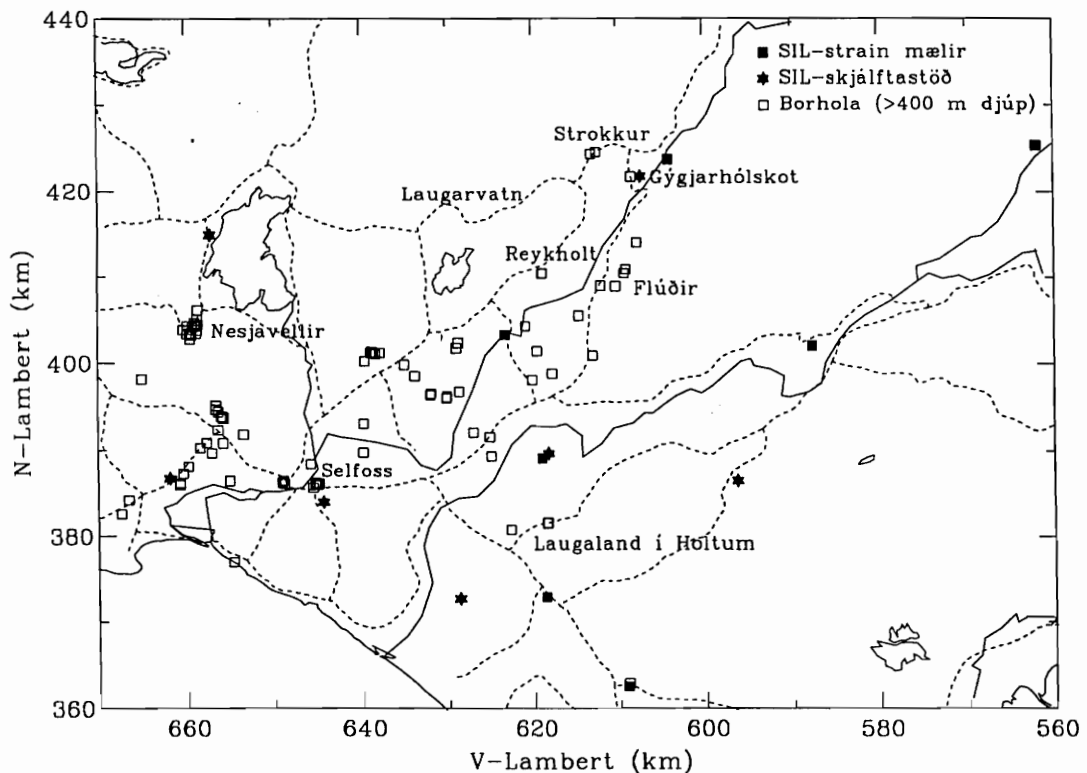 440
420
400
380
360
N-Lambert (km)
SIL-strain mælir
SIL-skjálftastöð
Borhola (>400 m djúp)
Strokkur
Gýgjarhólskot
Laugarvatn
Reykholt
Flúðir
Nesjavellir
Selfoss
Laugaland í Holtum
660
640
620
600
580
560
V-Lambert (km)